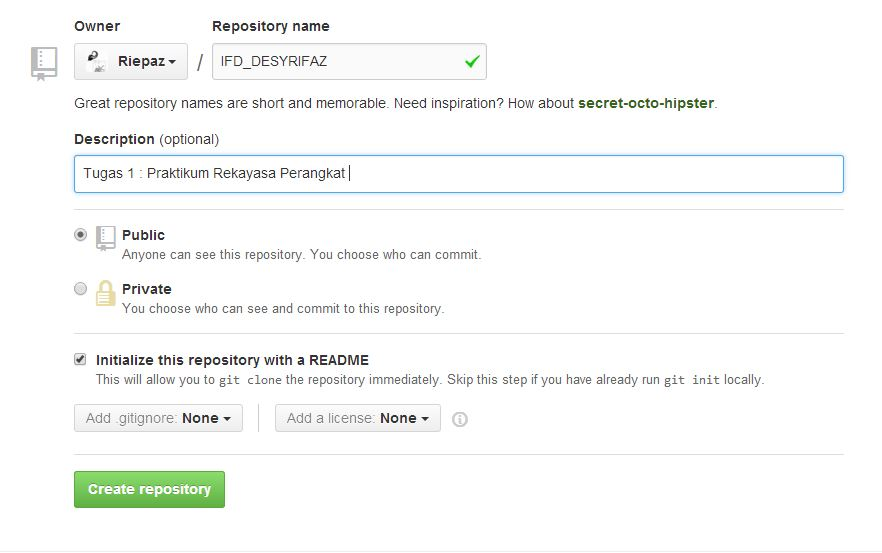 Owner Repository name
Riepaz / IFD_DESYRIFAZ
Great repository names are short and memorable. Need inspiration? How about secret-octo-hipster.
Description (optional)
Tugas 1 : Praktikum Rekayasa Perangkat
Public
Anyone can see this repository. You choose who can commit.
Private
You choose who can see and commit to this repository.
Initialize this repository with a README
This will allow you to git clone the repository immediately. Skip this step if you have already run git init locally.
Add .gitignore: None Add a license: None
Create repository